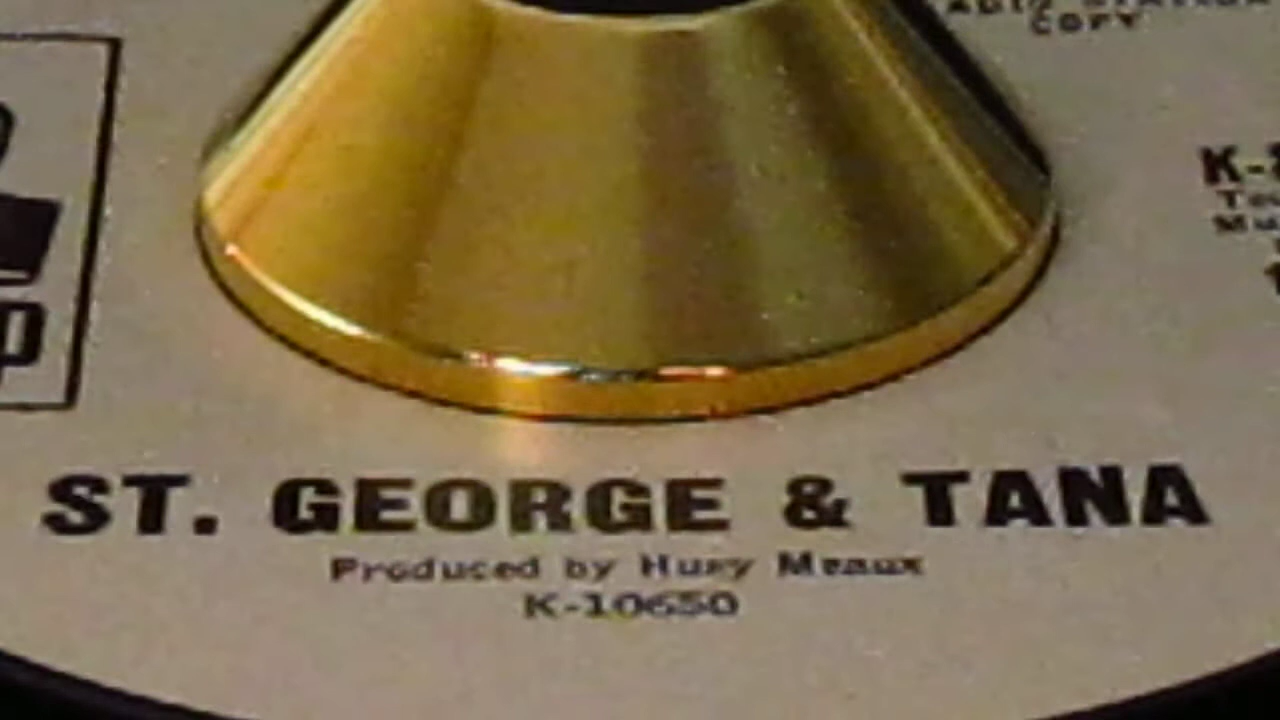 COPY
K-
ST. GEORGE & TANA
Produced by Huey Meaux
K-10650